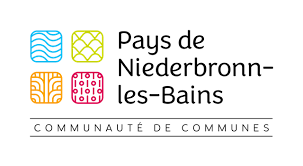 Pays de
Niederbronn-
les-Bains
COMMUNAUTÉ DE COMMUNES